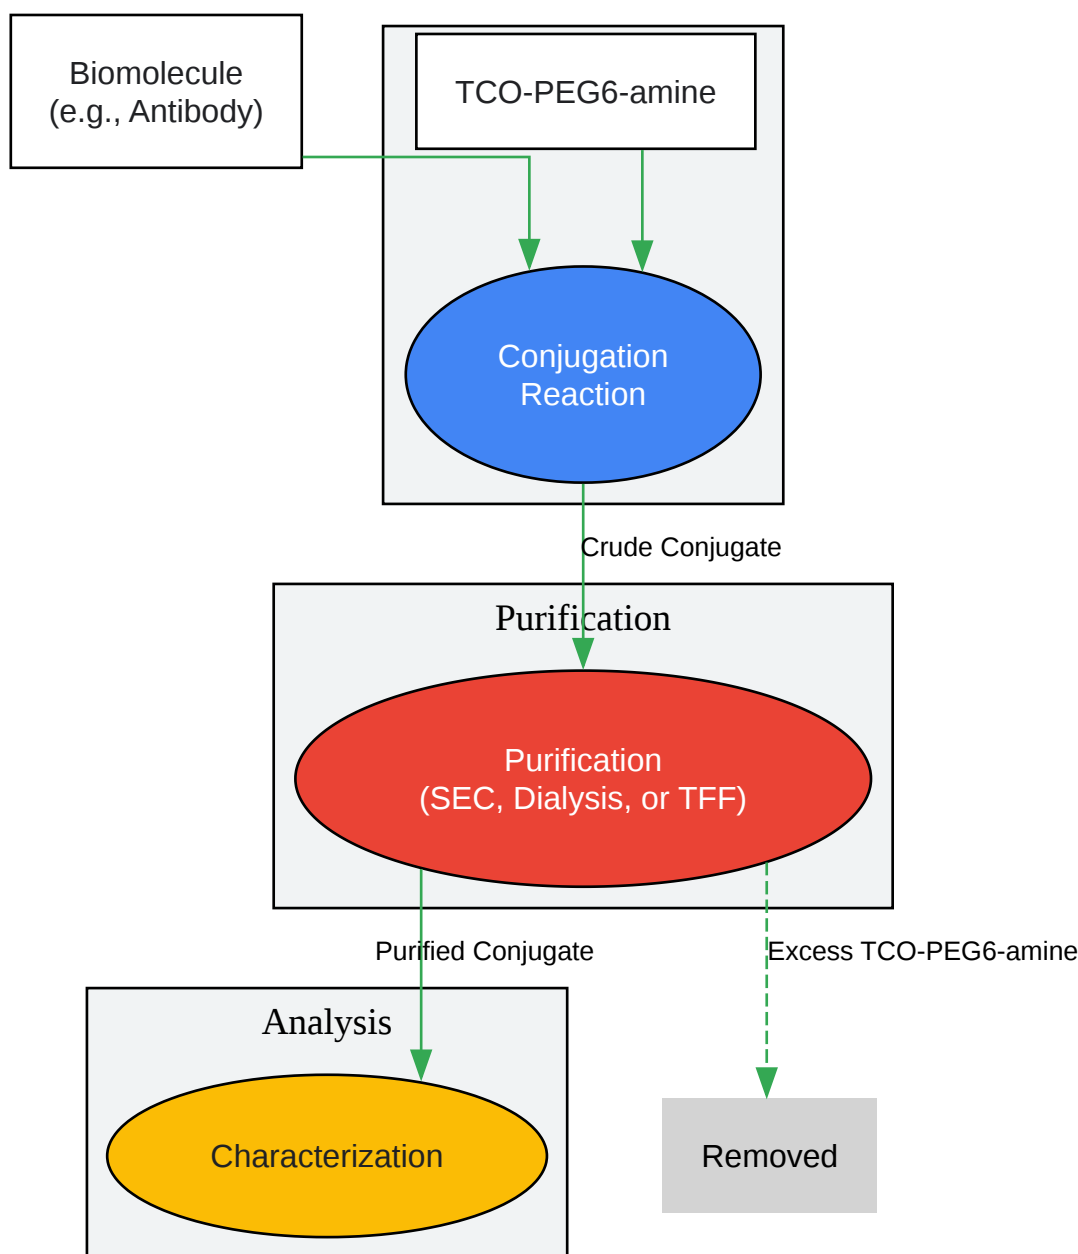 Biomolecule
(e.g., Antibody)
TCO-PEG6-amine
Conjugation
Reaction
Crude Conjugate
Purification
Purification
(SEC, Dialysis, or TFF)
Purified Conjugate
Excess TCO-PEG6-amine
Analysis
Characterization
Removed